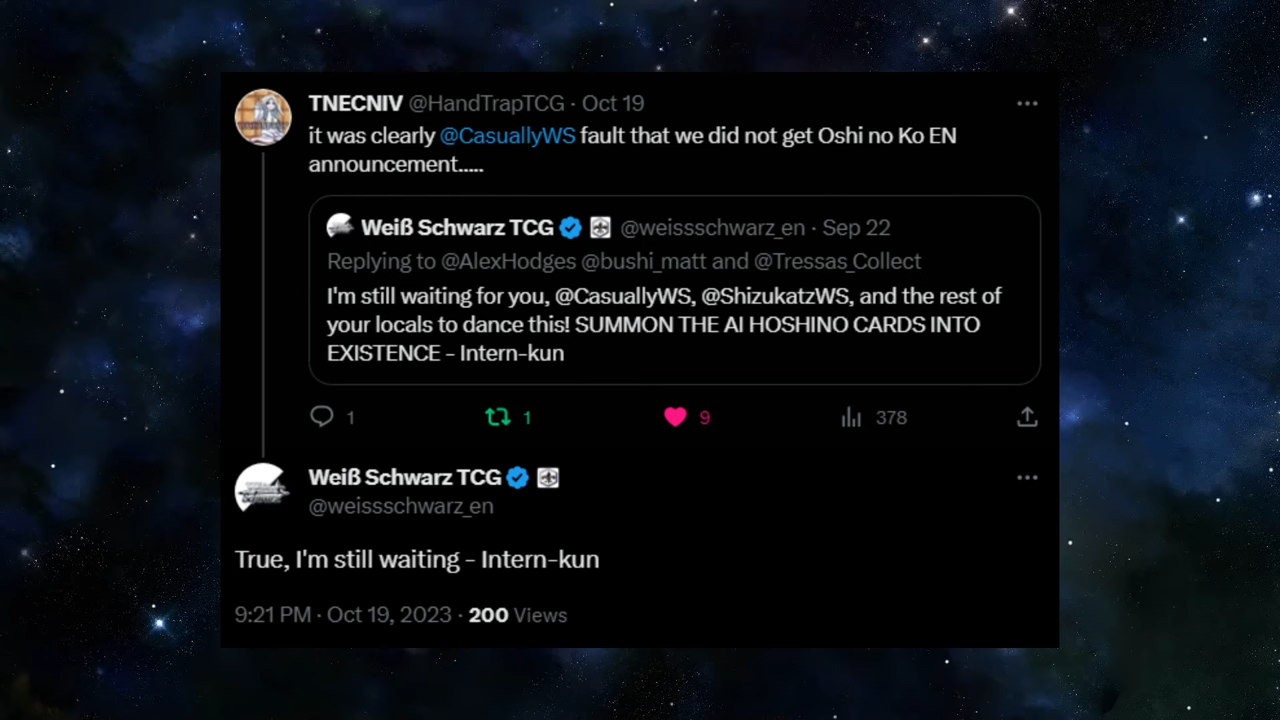 TNECNIV @HandTrapTCG · Oct 19
it was clearly @CasuallyWS fault that we did not get Oshi no Ko EN
announcement.....
Weiß Schwarz TCG @weissschwarz_en · Sep 22
Replying to @AlexHodges @bushi_matt and @Tressas_Collect
I'm still waiting for you, @CasuallyWS, @ShizukatzWS, and the rest of
your locals to dance this! SUMMON THE AI HOSHINO CARDS INTO
EXISTENCE - Intern-kun
1 1 9 378
Weiß Schwarz TCG
@weissschwarz_en
True, I'm still waiting - Intern-kun
9:21 PM · Oct 19, 2023 · 200 Views